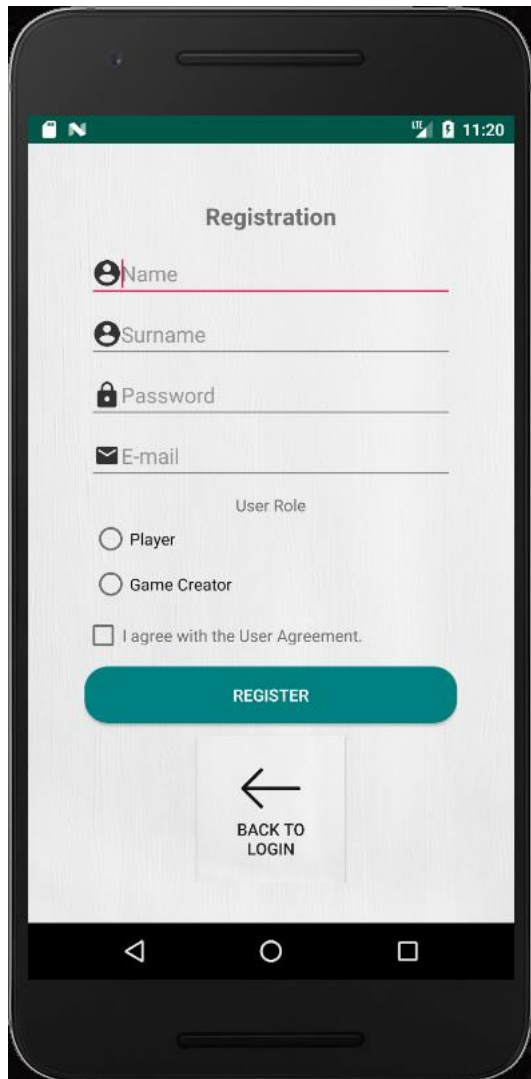 LTE 11:20
Registration
Name
Surname
Password
E-mail
User Role
Player
Game Creator
I agree with the User Agreement.
REGISTER
BACK TO
LOGIN